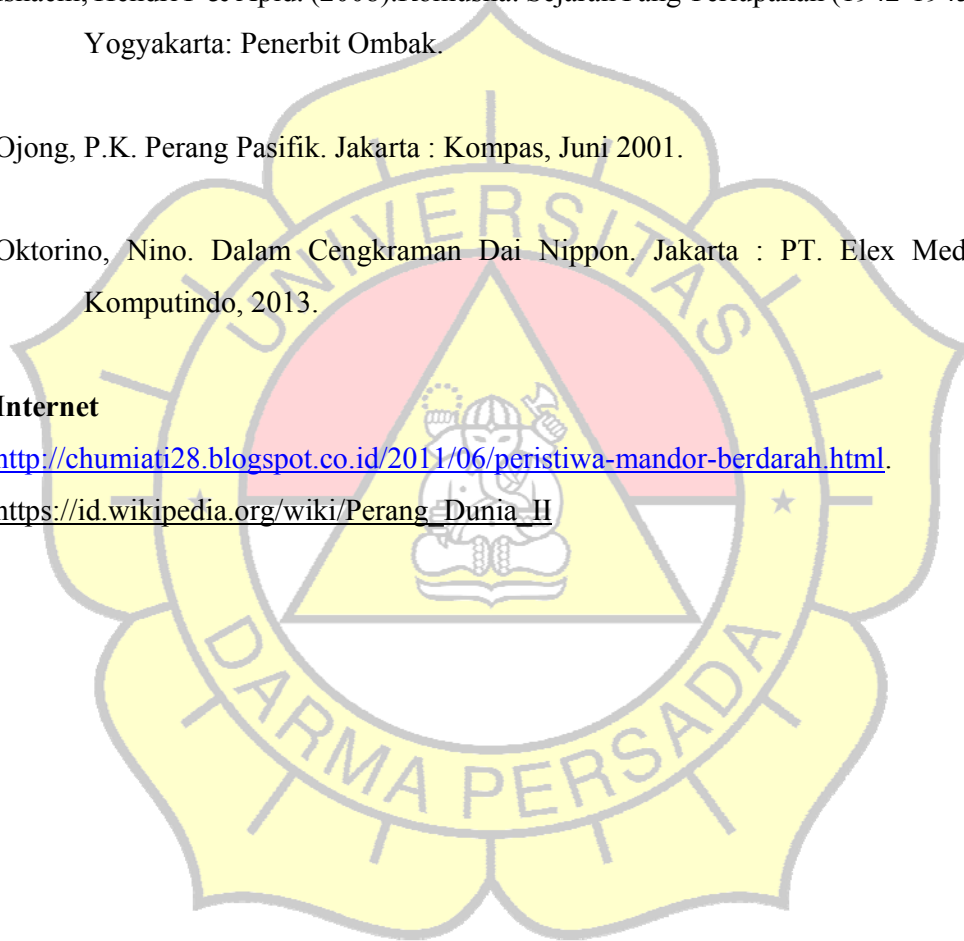 Yogyakarta: Penerbit Ombak.
Ojong, P.K. Perang Pasifik. Jakarta : Kompas, Juni 2001.
Oktorino, Nino. Dalam Cengkraman Dai Nippon. Jakarta : PT. Elex Med
Komputindo, 2013.
Internet
http://chumiati28.blogspot.co.id/2011/06/peristiwa-mandor-berdarah.html.
https://id.wikipedia.org/wiki/Perang_Dunia_II
UNIVERSITAS
DARMA PERSADA